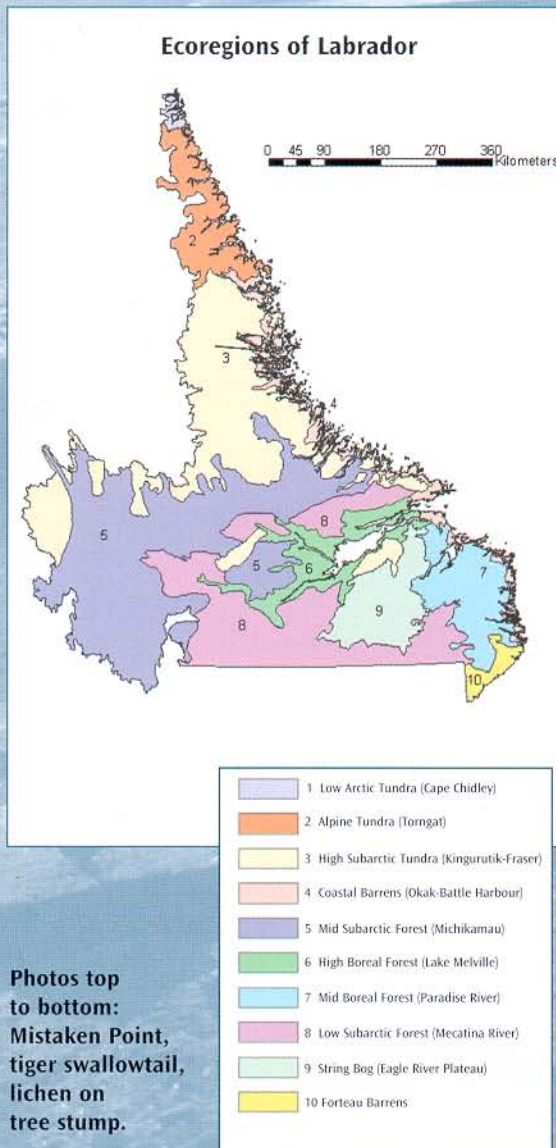 Ecoregions of Labrador
0 45 90 180 270 360
Kilometers
2
3
4
5
8
5
6
7
9
8
10
1 Low Arctic Tundra (Cape Chidley)
2 Alpine Tundra (Torngat)
3 High Subarctic Tundra (Kingurutik-Fraser)
4 Coastal Barrens (Okak-Battle Harbour)
5 Mid Subarctic Forest (Michikamau)
6 High Boreal Forest (Lake Melville)
7 Mid Boreal Forest (Paradise River)
8 Low Subarctic Forest (Mecatina River)
9 String Bog (Eagle River Plateau)
10 Forteau Barrens
Photos top
to bottom:
Mistaken Point,
tiger swallowtail,
lichen on
tree stump.